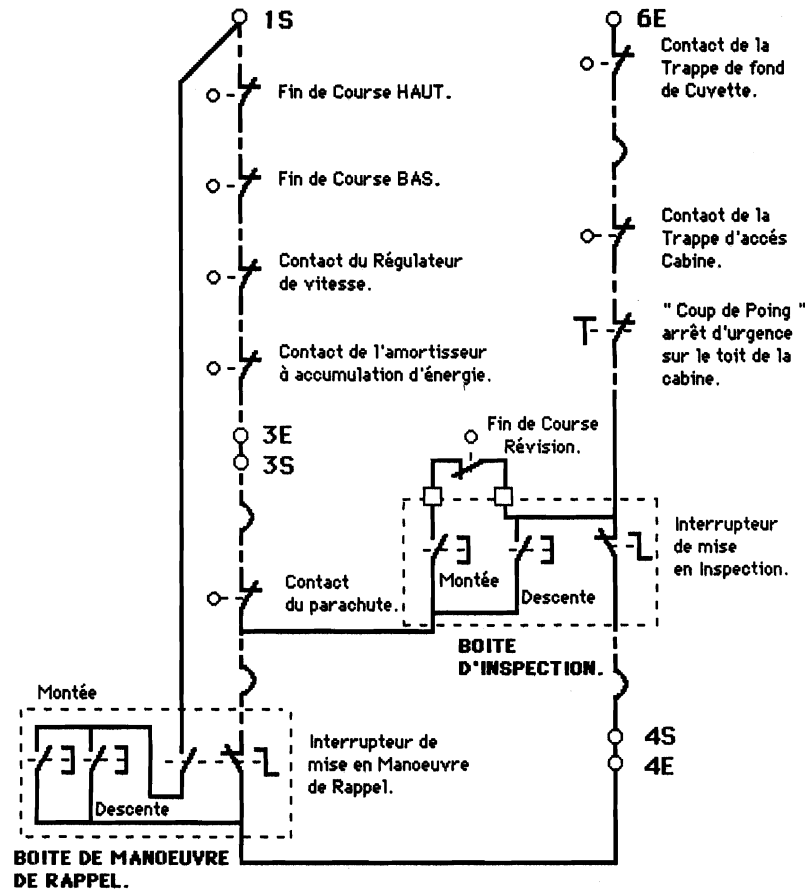 1S
6E
Contact de la
Trappe de fond
de Cuvette.
Fin de Course HAUT.
Fin de Course BAS.
Contact de la
Trappe d'accés
Cabine.
Contact du Régulateur
de vitesse.
" Coup de Poing "
arrêt d'urgence
sur le toit de la
cabine.
Contact de l'amortisseur
à accumulation d'énergie.
3E
3S
Fin de Course
Révision.
Interrupteur
de mise
en Inspection.
Montée
Descente
Contact
du parachute.
BOITE
D'INSPECTION.
Montée
4S
4E
Interrupteur de
mise en Manoeuvre
de Rappel.
Descente
BOITE DE MANOEUVRE
DE RAPPEL.